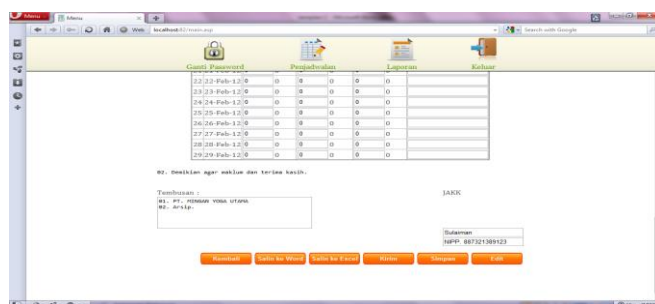 Menu
Menu
Web localhost:82/main.asp
Search with Google
Ganti Password Penjadwalan Laporan Keluar
22 22-Feb-12 0 0 0 0 0 0
23 23-Feb-12 0 0 0 0 0 0
24 24-Feb-12 0 0 0 0 0 0
25 25-Feb-12 0 0 0 0 0 0
26 26-Feb-12 0 0 0 0 0 0
27 27-Feb-12 0 0 0 0 0 0
28 28-Feb-12 0 0 0 0 0 0
29 29-Feb-12 0 0 0 0 0 0
02. Demikian agar maklum dan terima kasih.
Tembusan : JAKK
01. PT. YOGA UTAMA
02. Arsip.
Sulaiman
NIPP. 887321389123
Kembali Salin ke Word Salin ke Excel Kirim Simpan Edit